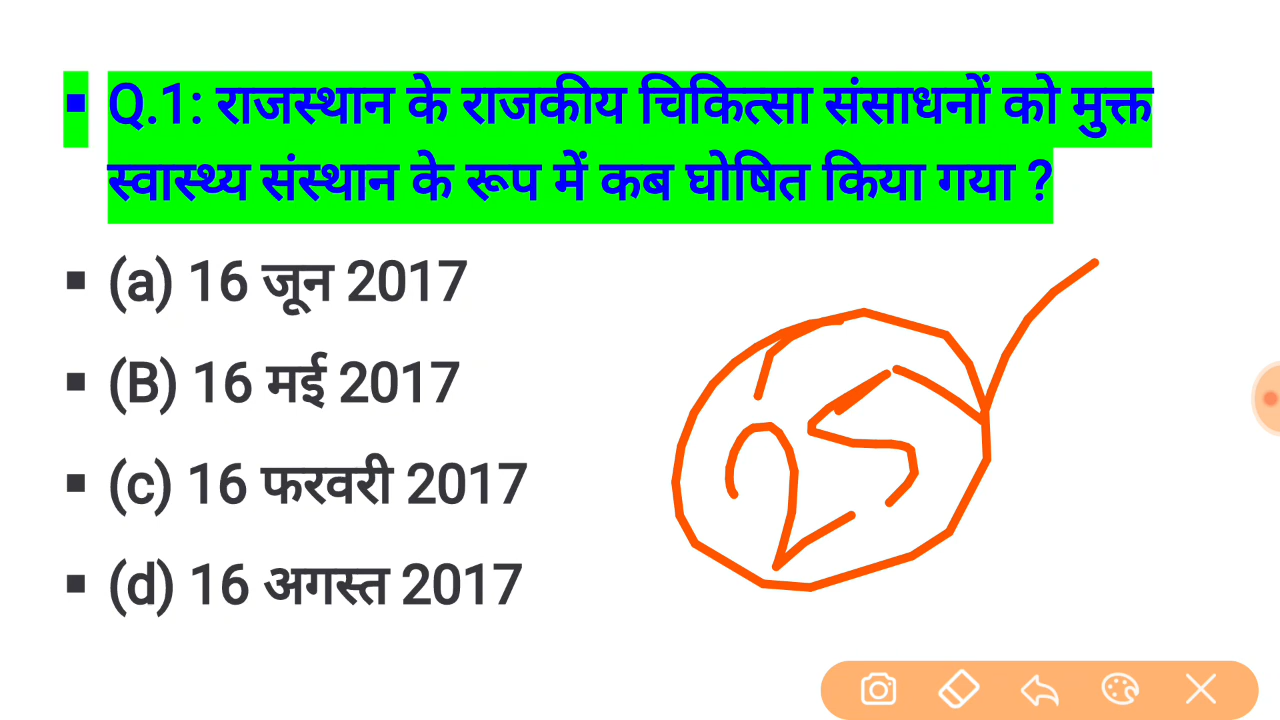 Q.1: राजस्थान के राजकीय चिकित्सा संसाधनों को मुक्त
स्वास्थ्य संस्थान के रूप में कब घोषित किया गया ?
(a) 16 जून 2017
(B) 16 मई 2017
(c) 16 फरवरी 2017
(d) 16 अगस्त 2017
25